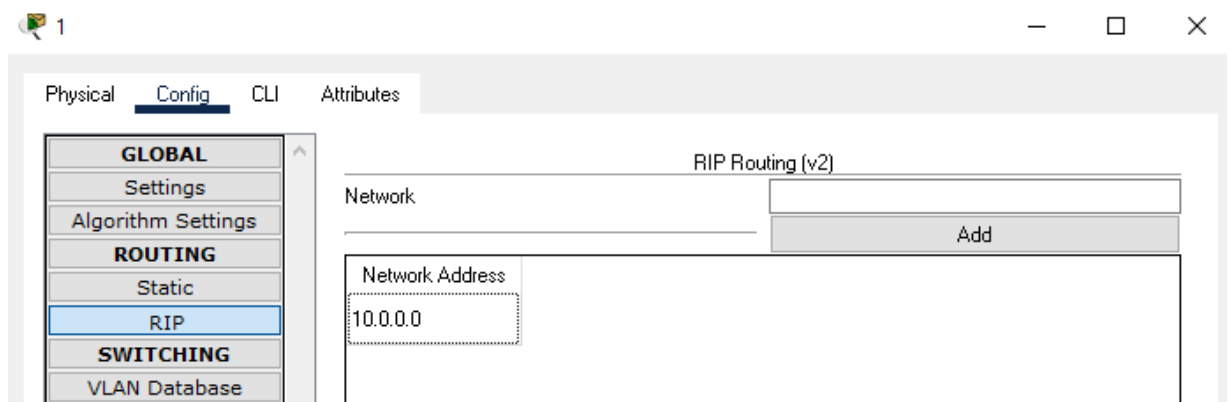 1
Physical Config CLI Attributes
GLOBAL
Settings
Algorithm Settings
ROUTING
Static
RIP
SWITCHING
VLAN Database
RIP Routing (v2)
Network
Add
Network Address
10.0.0.0